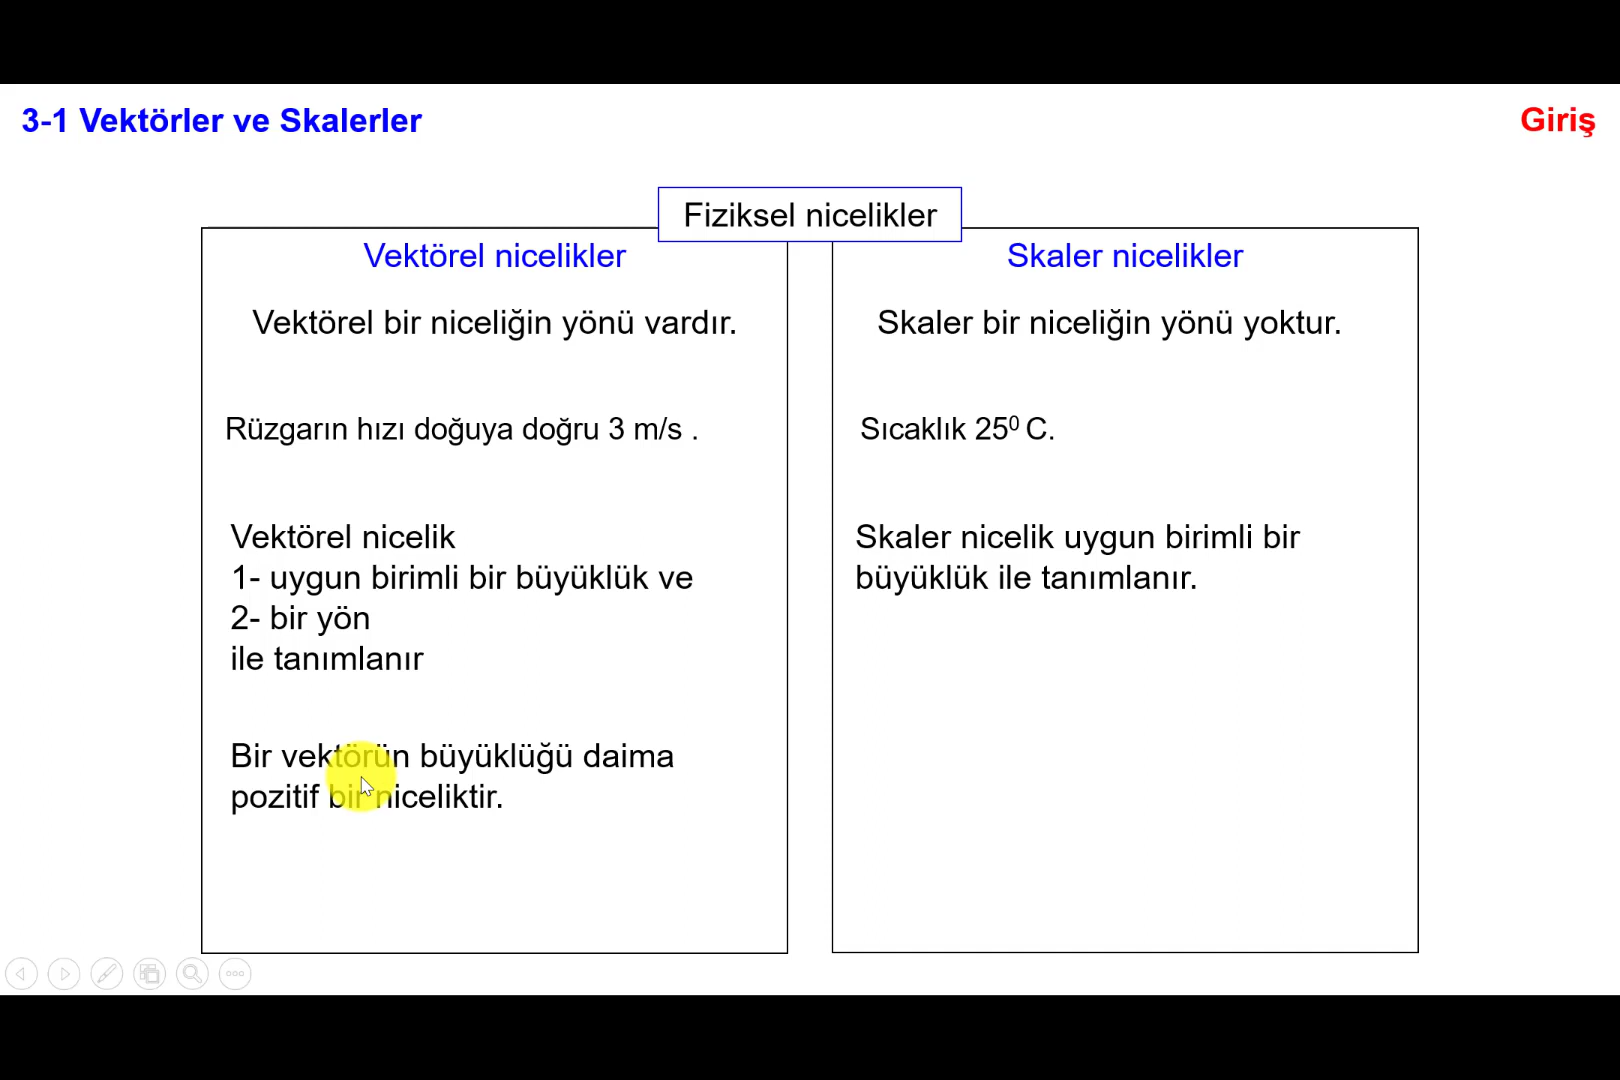 3-1 Vektörler ve Skalerler
Giriş
Fiziksel nicelikler
Vektörel nicelikler
Vektörel bir niceliğin yönü vardır.
Rüzgarın hızı doğuya doğru 3 m/s .
Vektörel nicelik
1- uygun birimli bir büyüklük ve
2- bir yön
ile tanımlanır
Bir vektörün büyüklüğü daima
pozitif bir niceliktir.
Skaler nicelikler
Skaler bir niceliğin yönü yoktur.
Sıcaklık 25⁰ C.
Skaler nicelik uygun birimli bir
büyüklük ile tanımlanır.